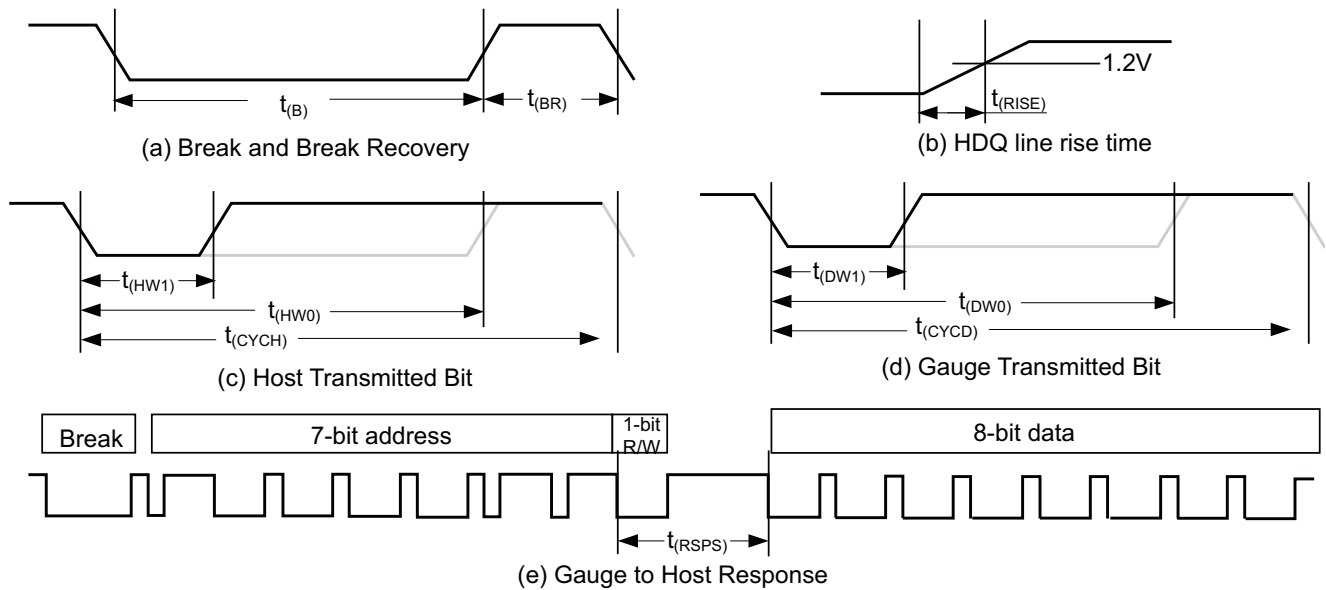 t(B)
t(BR)
(a) Break and Break Recovery
1.2V
t(RISE)
(b) HDQ line rise time
t(HW1)
t(HW0)
t(CYCH)
(c) Host Transmitted Bit
t(DW1)
t(DW0)
t(CYCD)
(d) Gauge Transmitted Bit
Break
7-bit address
1-bit
R/W
8-bit data
t(RSPS)
(e) Gauge to Host Response